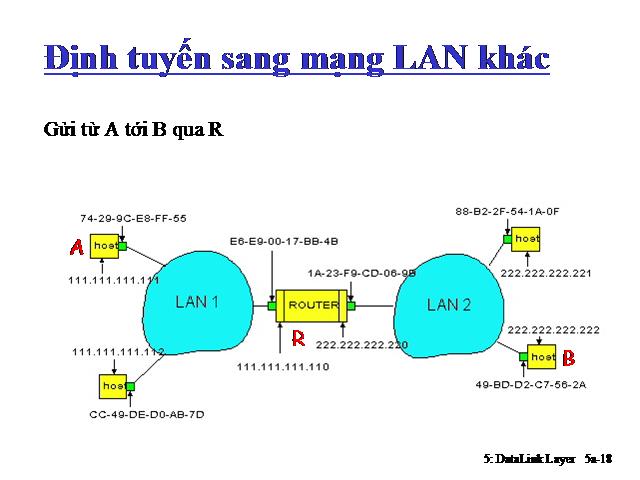 Định tuyến sang mạng LAN khác
Gửi từ A tới B qua R
88-B2-2F-54-1A-0F
74-29-9C-E8-FF-55
A
host
E6-E9-00-17-BB-4B
host
1A-23-F9-CD-06-9B
222.222.222.221
111.111.111.111
LAN 1
ROUTER
LAN 2
222.222.222.222
R
222.222.222.220
111.111.111.112
host
B
111.111.111.110
host
49-BD-D2-C7-56-2A
CC-49-DE-D0-AB-7D
5: DataLink Layer 5a-18